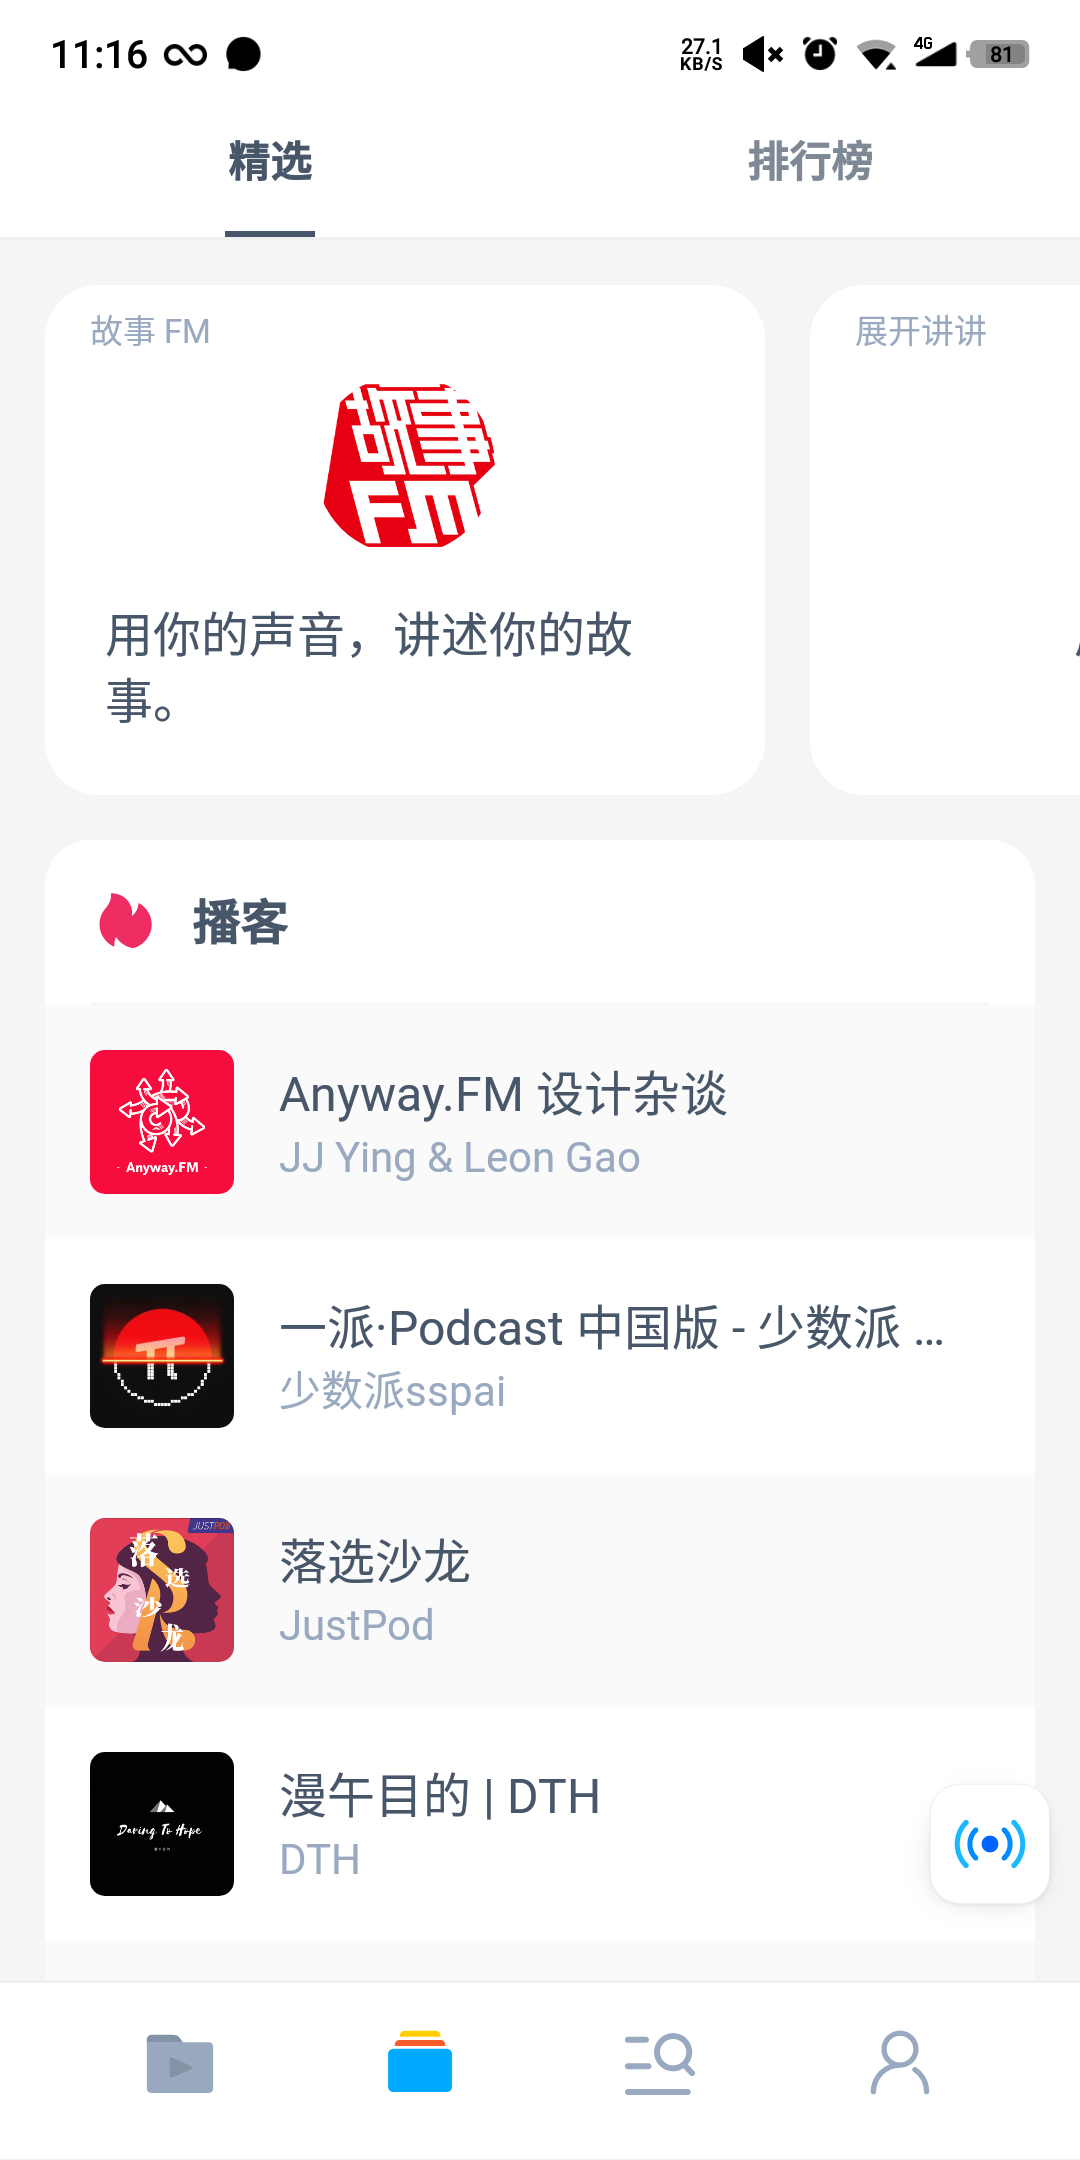 11:16
27.1
KB/S
4G
81
精选
排行榜
故事 FM
展开讲讲
故事
FM
用你的声音，讲述你的故
事。
播客
Anyway.FM
Anyway.FM 设计杂谈
JJ Ying & Leon Gao
一派·Podcast 中国版 - 少数派 ...
少数派sspai
JUSTPOD
落
选
沙
龙
落选沙龙
JustPod
Daring To Hope
漫午目的 | DTH
DTH